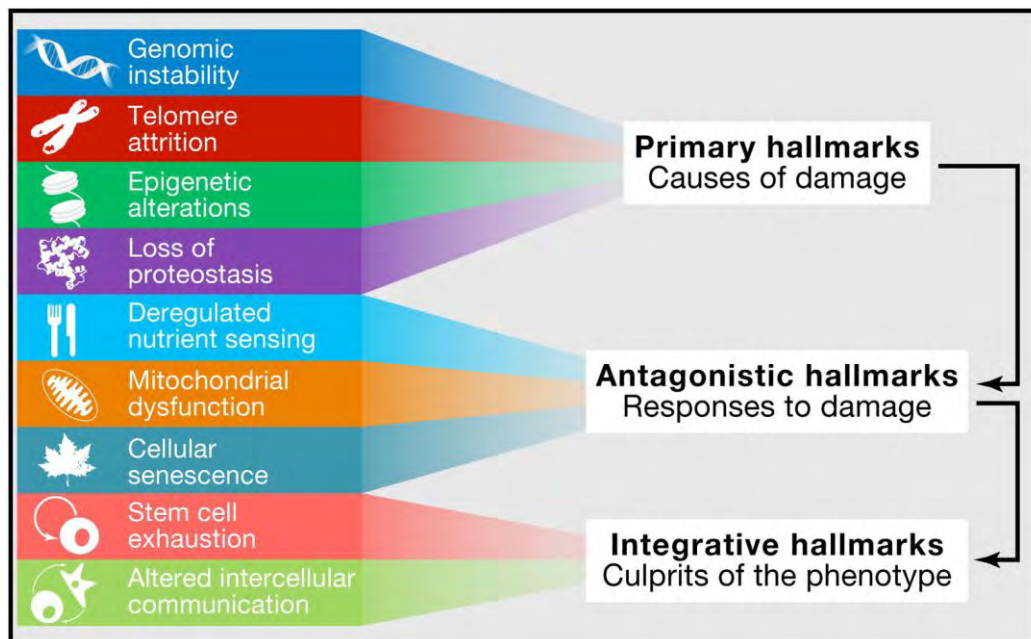 Genomic
instability
Telomere
attrition
Epigenetic
alterations
Loss of
proteostasis
Deregulated
nutrient sensing
Mitochondrial
dysfunction
Cellular
senescence
Stem cell
exhaustion
Altered intercellular
communication
Primary hallmarks
Causes of damage
Antagonistic hallmarks
Responses to damage
Integrative hallmarks
Culprits of the phenotype